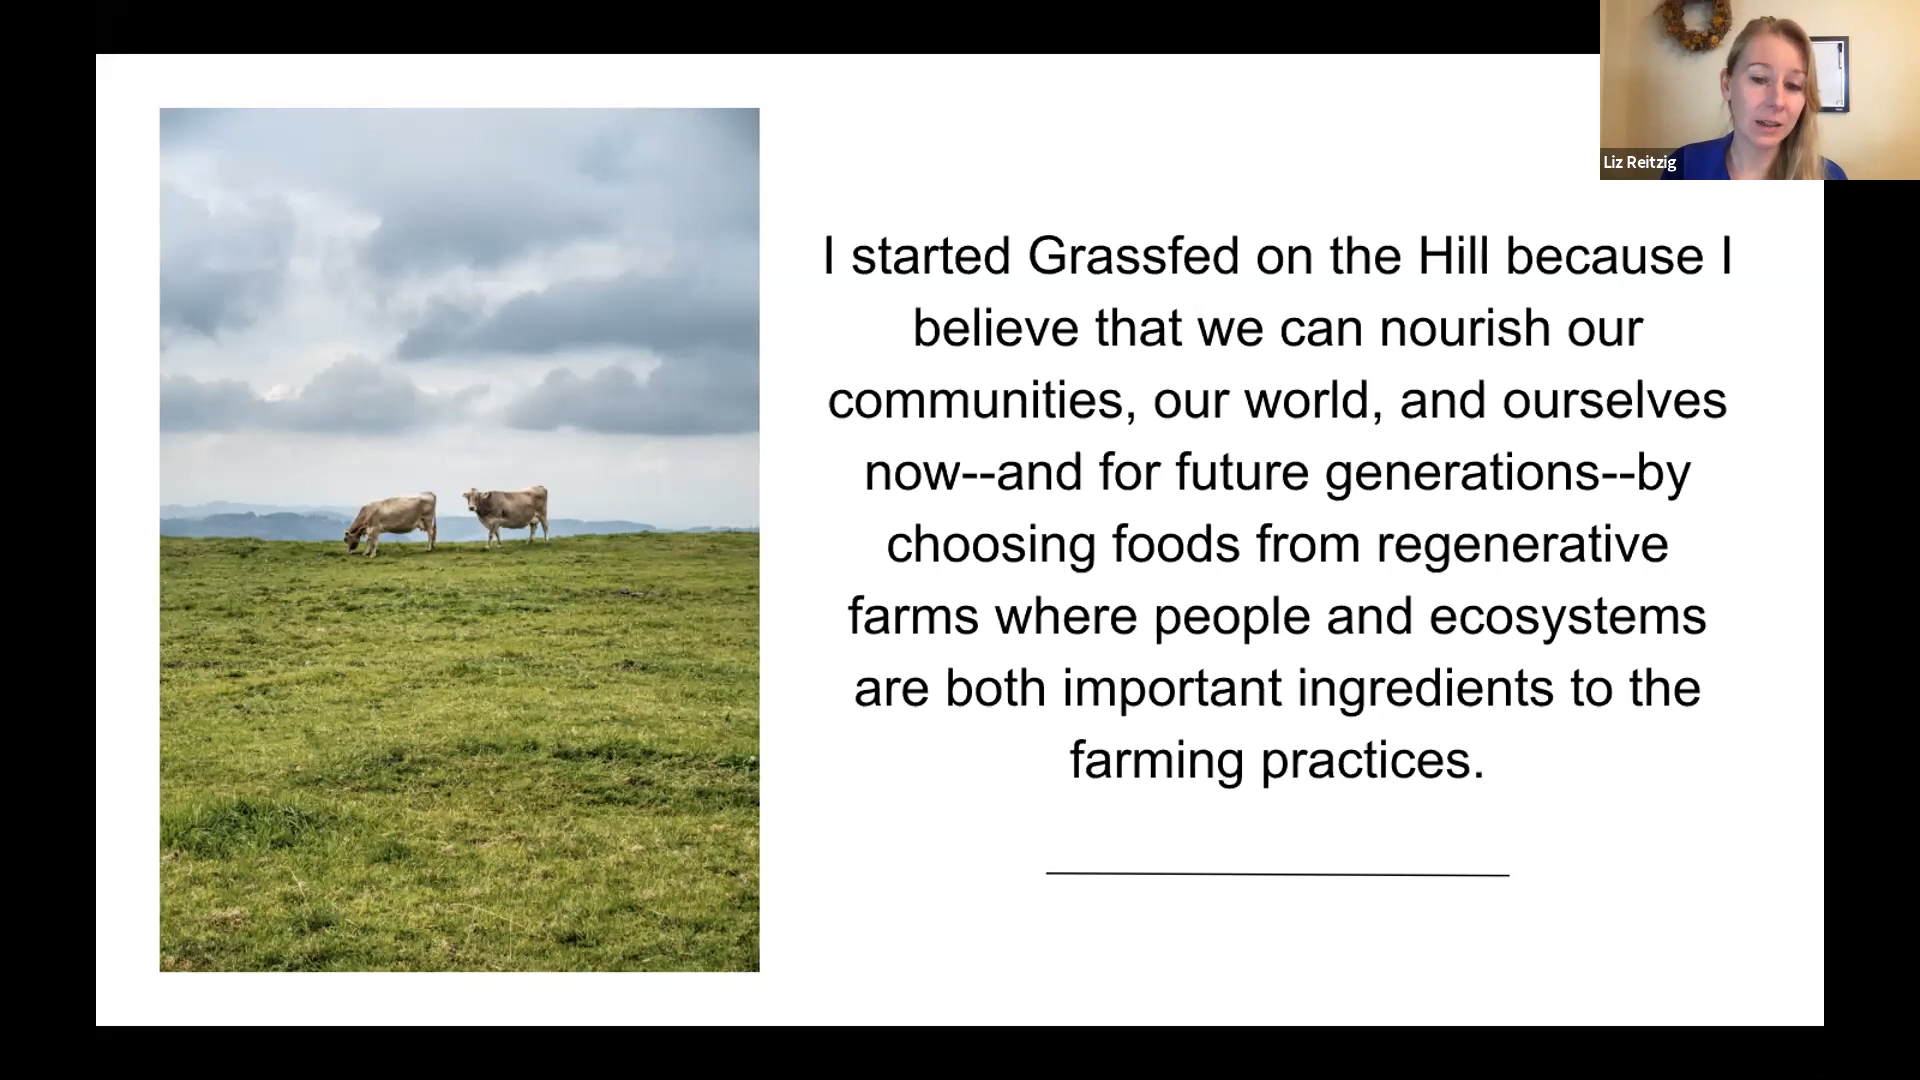 Liz Reitzig
I started Grassfed on the Hill because I
believe that we can nourish our
communities, our world, and ourselves
now--and for future generations--by
choosing foods from regenerative
farms where people and ecosystems
are both important ingredients to the
farming practices.